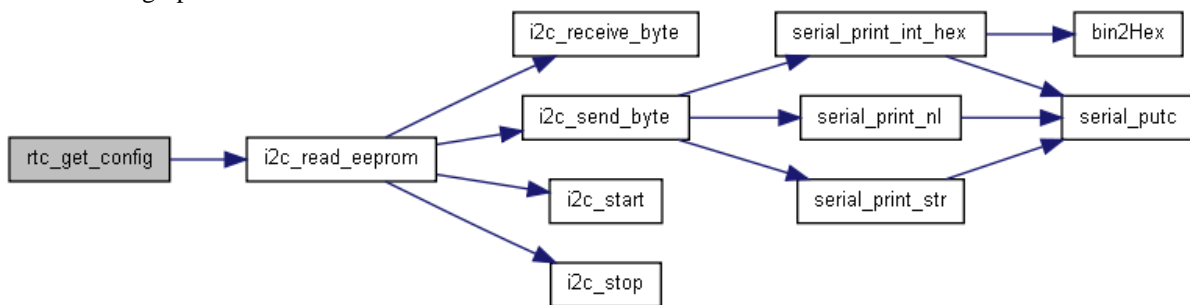 i2c_receive_byte
serial_print_int_hex
bin2Hex
i2c_send_byte
serial_print_nl
serial_putc
rtc_get_config
i2c_read_eeprom
i2c_start
serial_print_str
i2c_stop